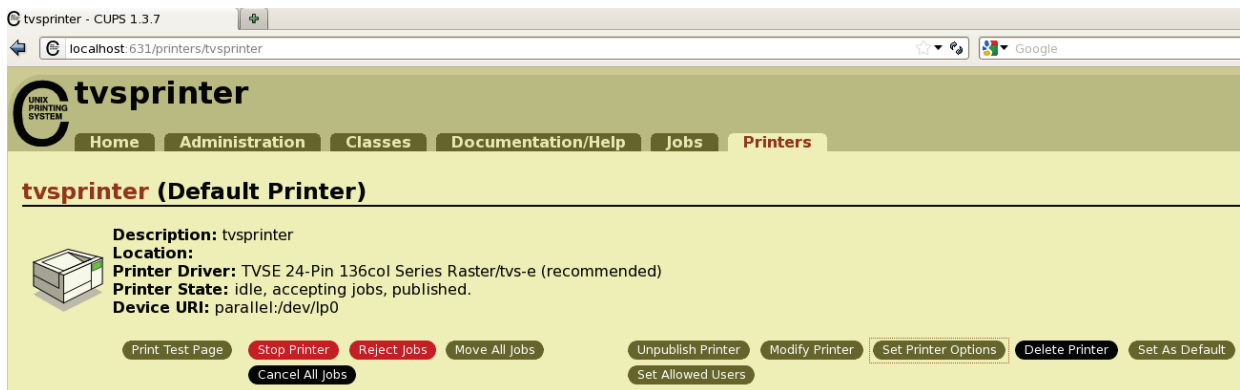 tvsprinter - CUPS 1.3.7
localhost:631/printers/tvsprinter
Google
UNIX PRINTING SYSTEM
tvsprinter
Home Administration Classes Documentation/Help Jobs Printers
tvsprinter (Default Printer)
Description: tvsprinter
Location:
Printer Driver: TVSE 24-Pin 136col Series Raster/tvs-e (recommended)
Printer State: idle, accepting jobs, published.
Device URI: parallel:/dev/lp0
Print Test Page Stop Printer Reject Jobs Move All Jobs Unpublish Printer Modify Printer Set Printer Options Delete Printer Set As Default
Cancel All Jobs Set Allowed Users